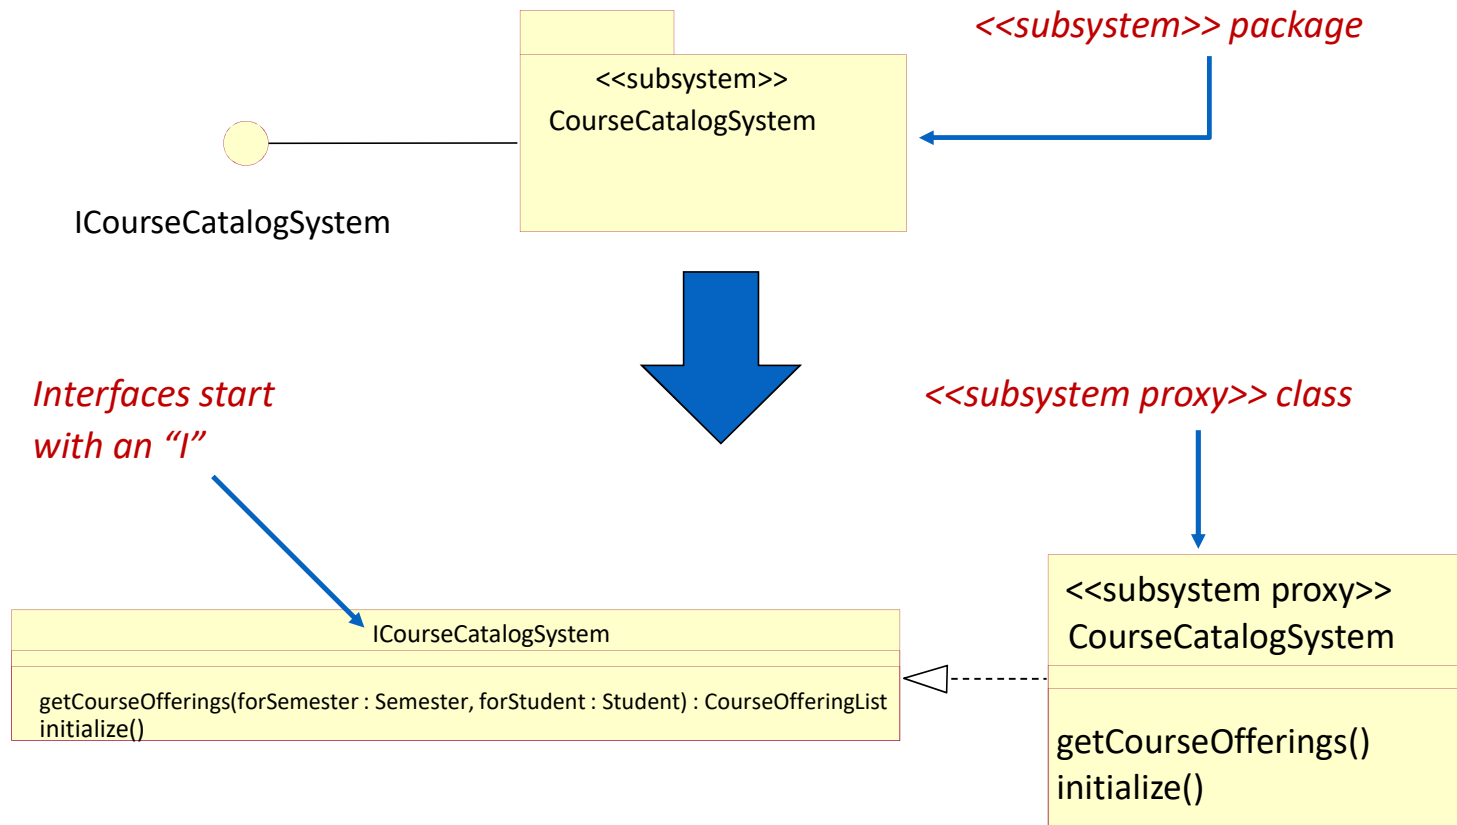 <<subsystem>> package
<<subsystem>>
CourseCatalogSystem
ICourseCatalogSystem
Interfaces start
with an “I”
<<subsystem proxy>> class
ICourseCatalogSystem
getCourseOfferings(forSemester : Semester, forStudent : Student) : CourseOfferingList
initialize()
<<subsystem proxy>>
CourseCatalogSystem
getCourseOfferings()
initialize()